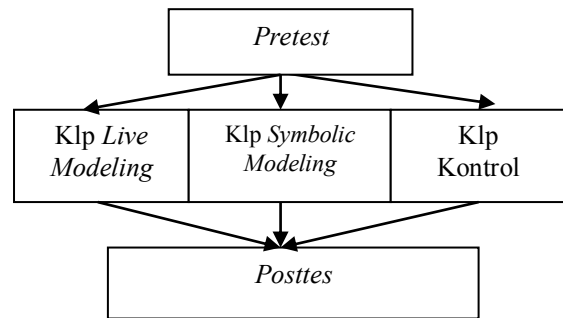 Pretest
Klp Live
Modeling
Klp Symbolic
Modeling
Klp
Kontrol
Posttes